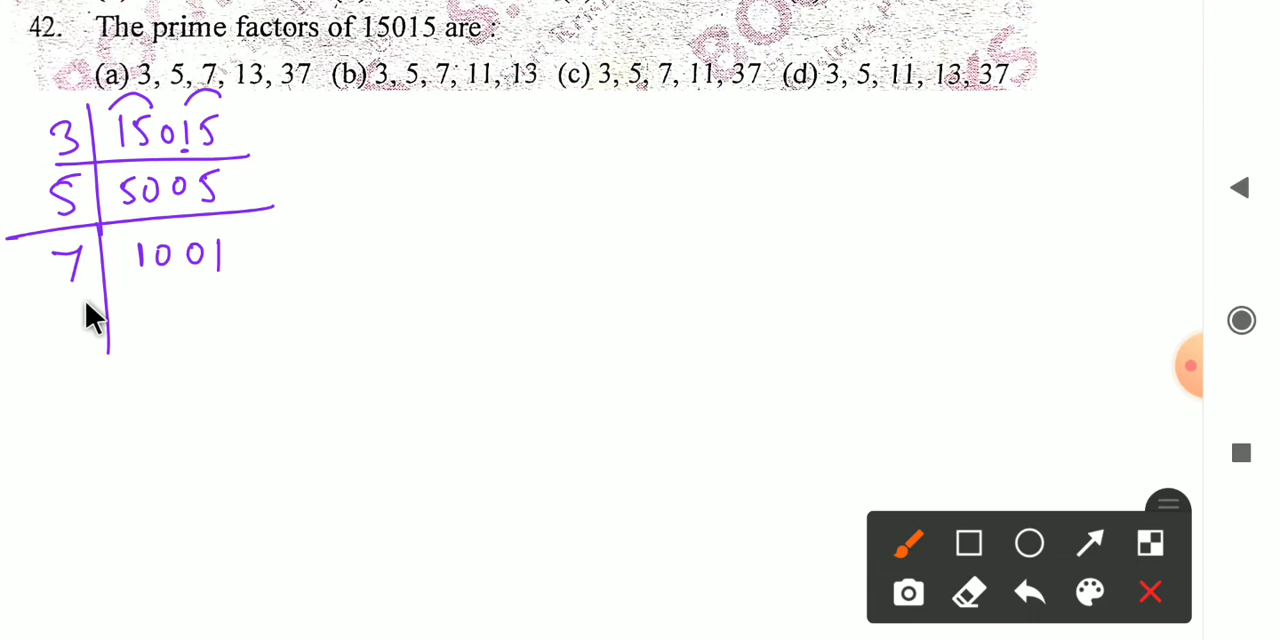 42. The prime factors of 15015 are :
(a) 3, 5, 7, 13, 37 (b) 3, 5, 7, 11, 13 (c) 3, 5, 7, 11, 37 (d) 3, 5, 11, 13, 37
3 15015
5 5005
7 1001